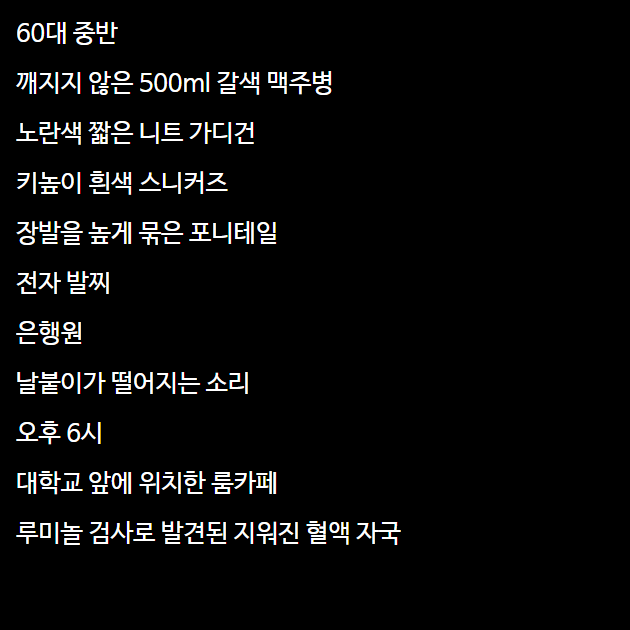 60대 중반
깨지지 않은 500ml 갈색 맥주병
노란색 짧은 니트 가디건
키높이 흰색 스니커즈
장발을 높게 묶은 포니테일
전자 발찌
은행원
날붙이가 떨어지는 소리
오후 6시
대학교 앞에 위치한 룸카페
루미놀 검사로 발견된 지워진 혈액 자국